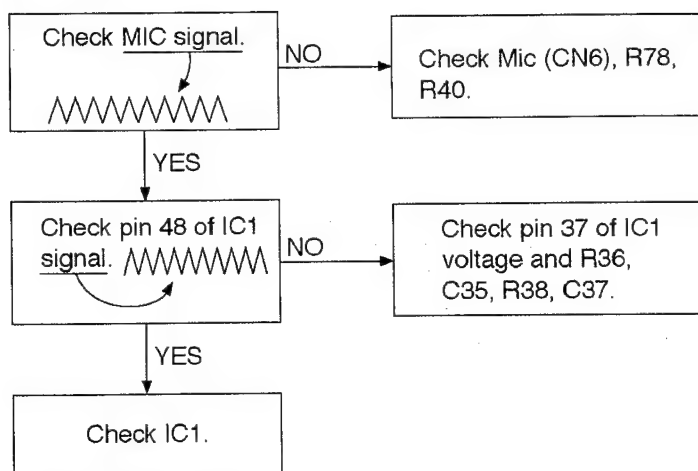 Check MIC signal.
NO
Check Mic (CN6), R78,
R40.
YES
Check pin 48 of IC1
signal.
NO
Check pin 37 of IC1
voltage and R36,
C35, R38, C37.
YES
Check IC1.